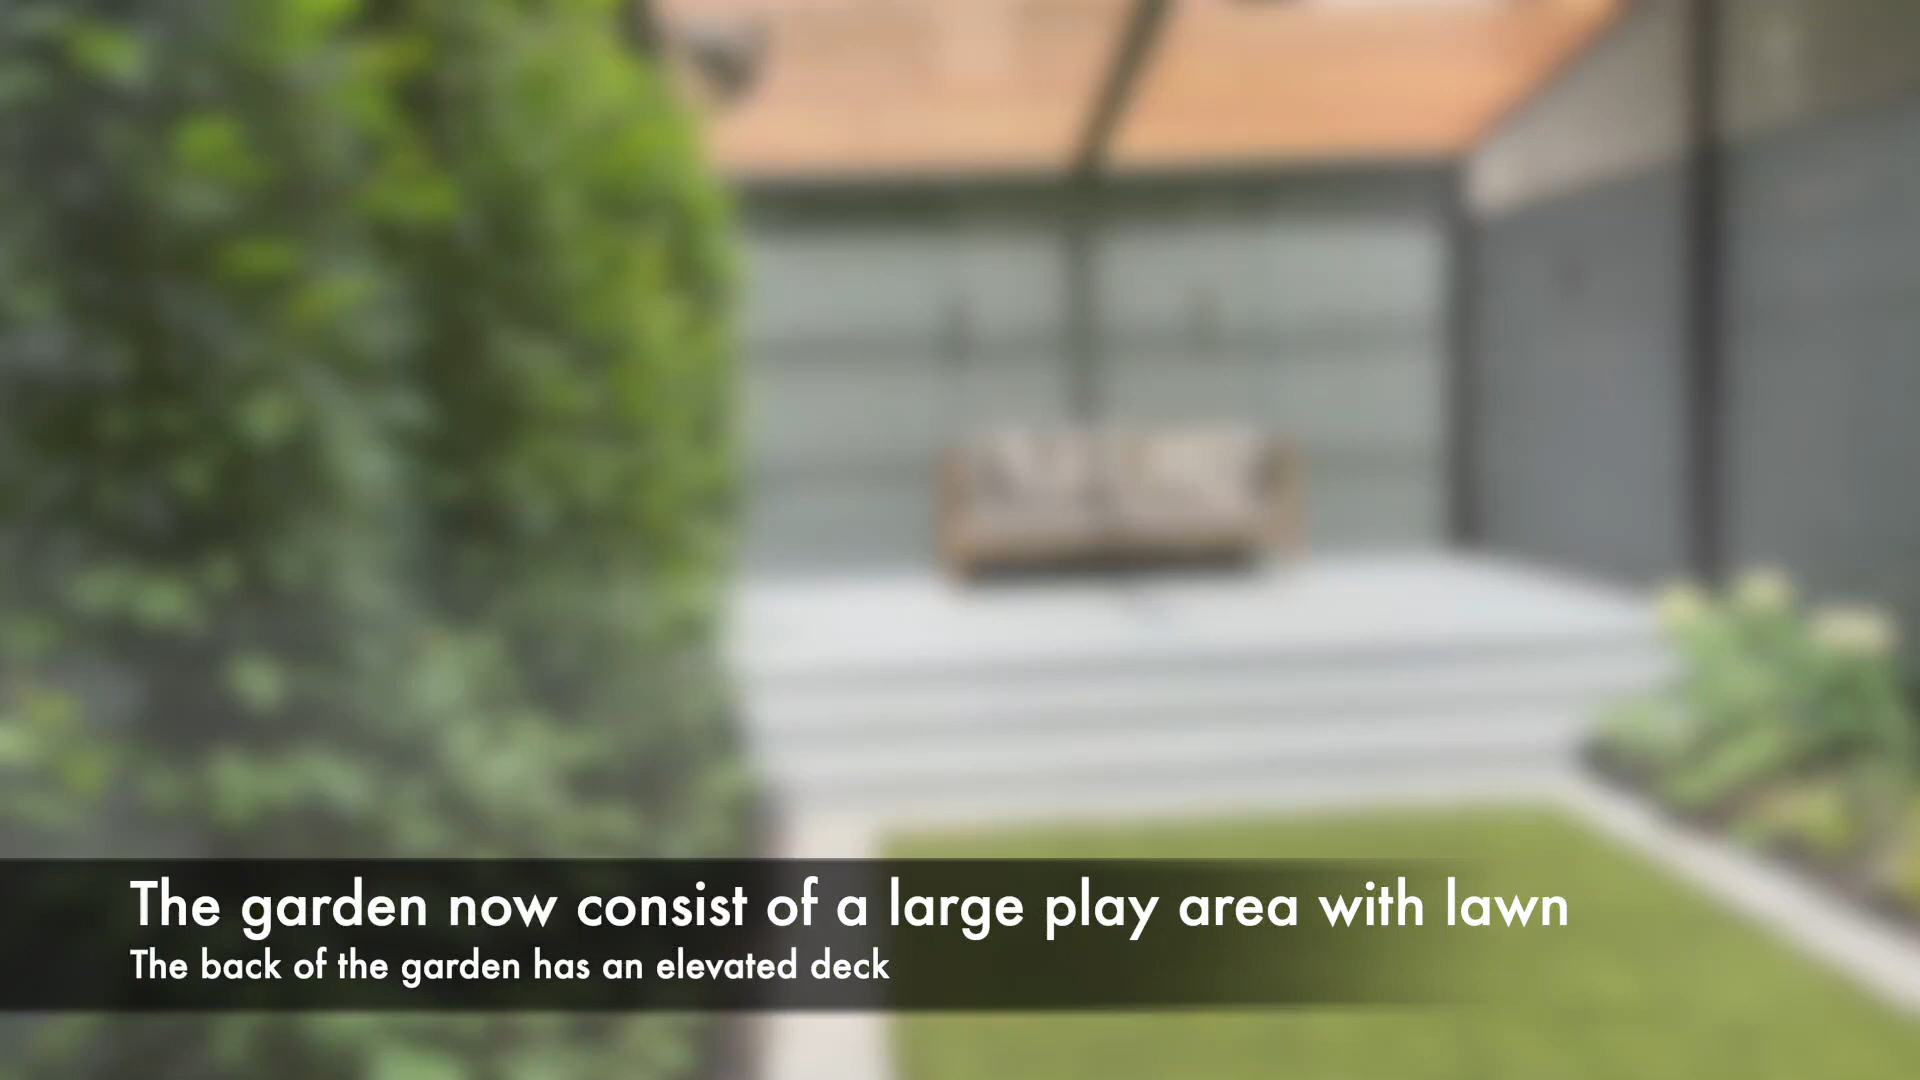 The garden now consist of a large play area with lawn
The back of the garden has an elevated deck